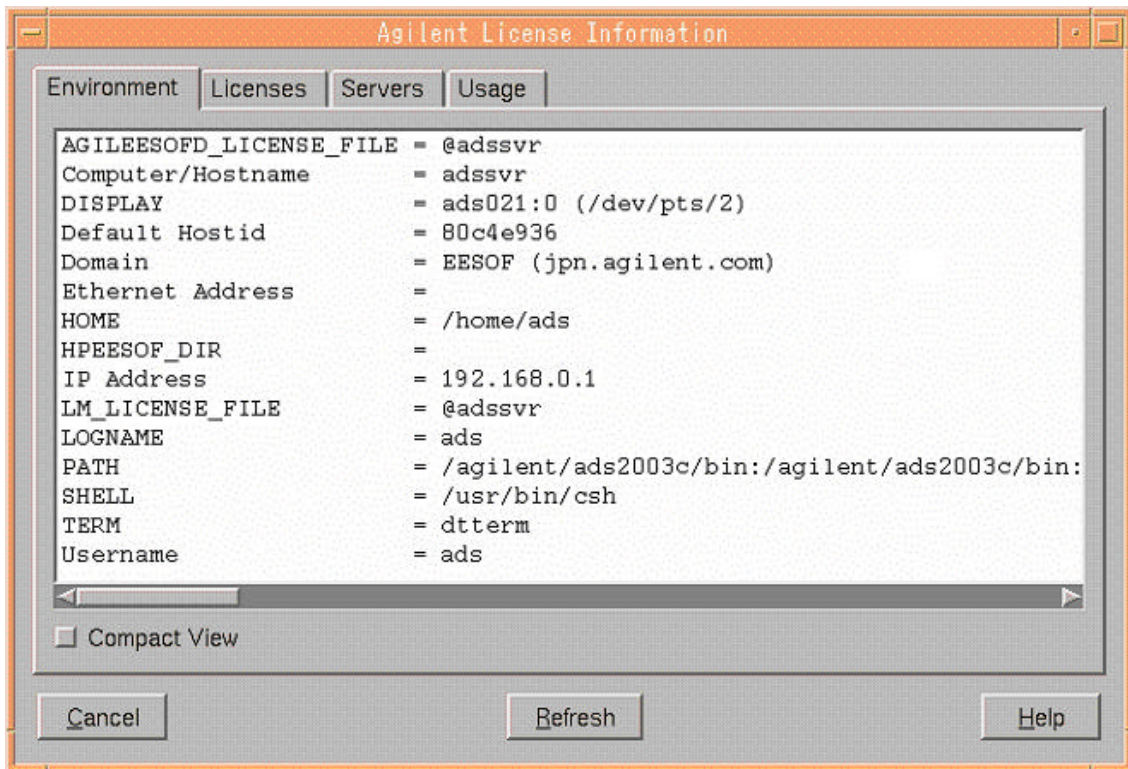 Agilent License Information
Environment Licenses Servers Usage
AGILEESOFD_LICENSE_FILE = @adssvr
Computer/Hostname = adssvr
DISPLAY = ads021:0 (/dev/pts/2)
Default Hostid = 80c4e936
Domain = EESOF (jpn.agilent.com)
Ethernet Address =
HOME = /home/ads
HPEESOF_DIR =
IP Address = 192.168.0.1
LM_LICENSE_FILE = @adssvr
LOGNAME = ads
PATH = /agilent/ads2003c/bin:/agilent/ads2003c/bin:
SHELL = /usr/bin/csh
TERM = dtterm
Username = ads
Compact View
Cancel Refresh Help